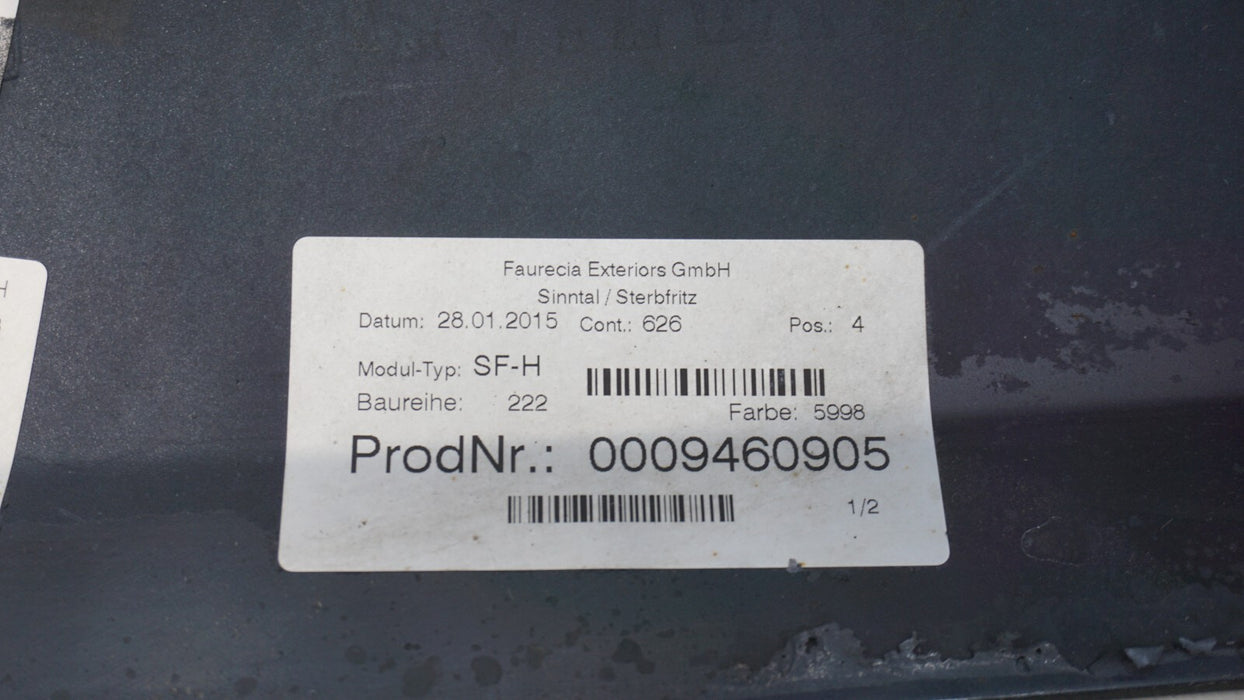 Faurecia Exteriors GmbH
Sinntal / Sterbfritz
Datum: 28.01.2015 Cont.: 626 Pos.: 4
Modul-Typ: SF-H
Baureihe: 222 Farbe: 5998
ProdNr.: 0009460905
1/2
H